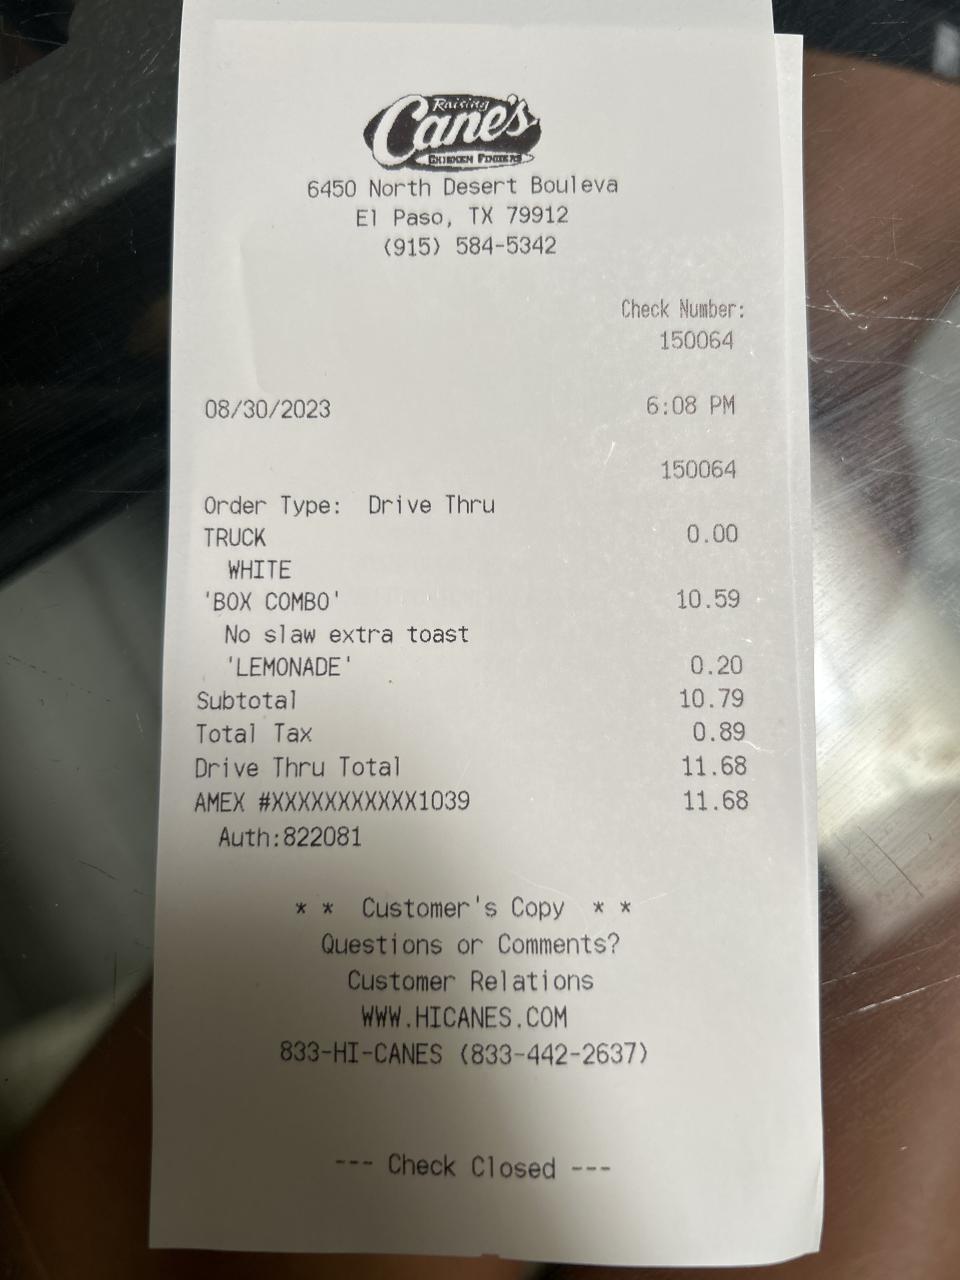 Raising
Cane's
CHICKEN FINGERS
6450 North Desert Bouleva
El Paso, TX 79912
(915) 584-5342
Check Number:
150064
08/30/2023 6:08 PM
150064
Order Type: Drive Thru
TRUCK 0.00
WHITE
'BOX COMBO' 10.59
No slaw extra toast
'LEMONADE' 0.20
Subtotal 10.79
Total Tax 0.89
Drive Thru Total 11.68
AMEX #XXXXXXXXXXX1039 11.68
Auth:822081
* * Customer's Copy * *
Questions or Comments?
Customer Relations
WWW.HICANES.COM
833-HI-CANES (833-442-2637)
--- Check Closed ---